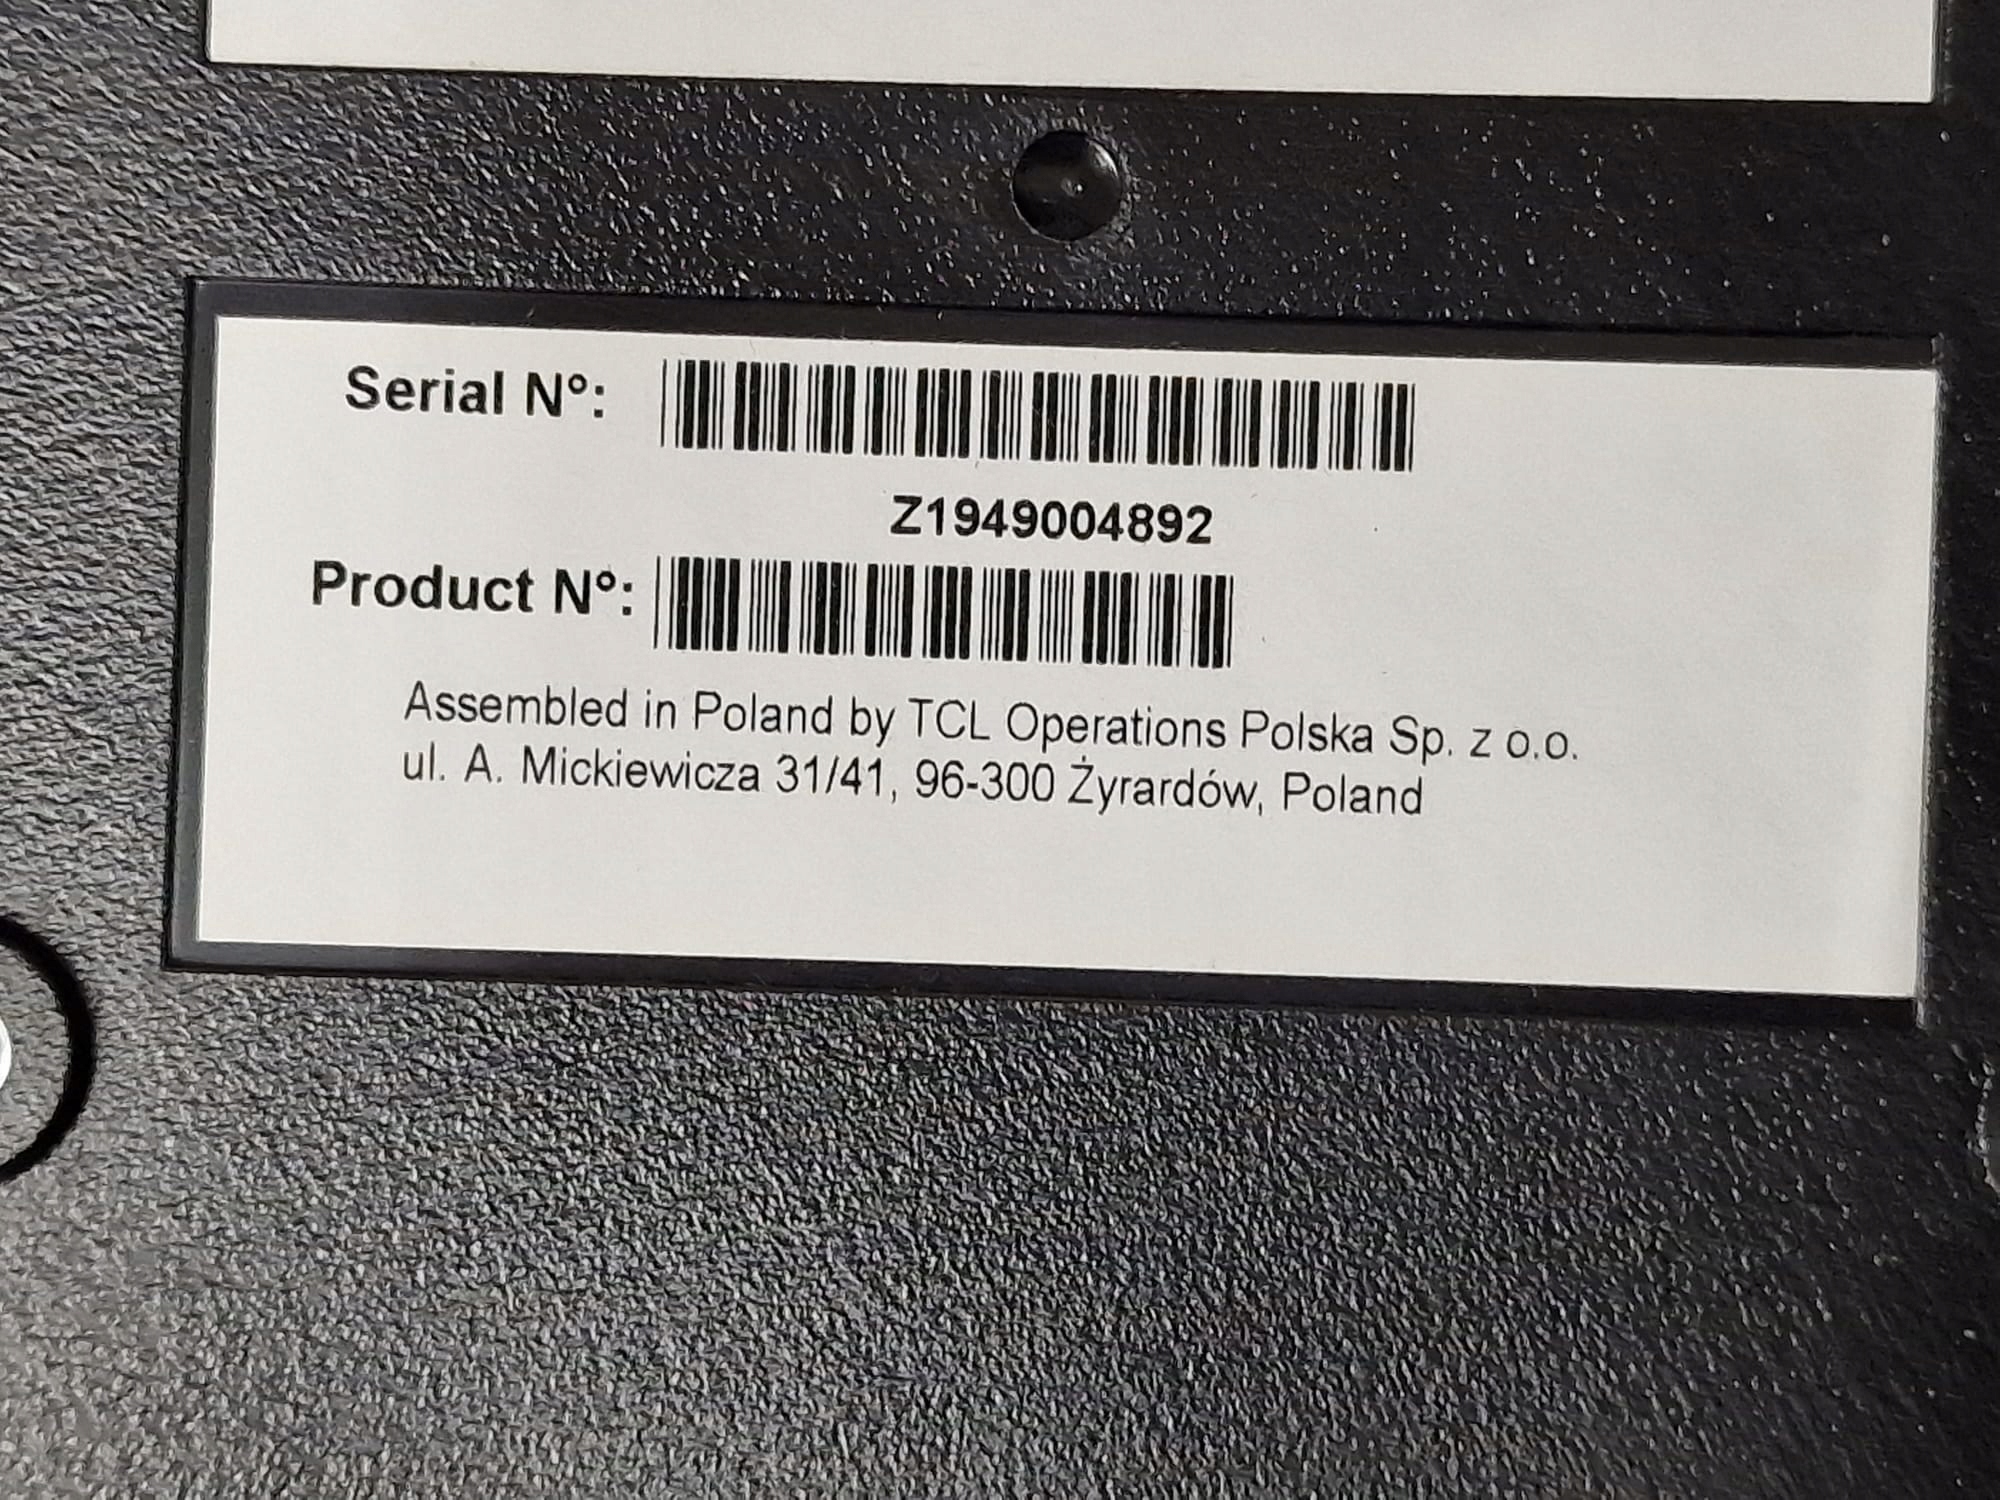 Serial N°:
Z1949004892
Product N°:
Assembled in Poland by TCL Operations Polska Sp. z o.o.
ul. A. Mickiewicza 31/41, 96-300 Żyrardów, Poland